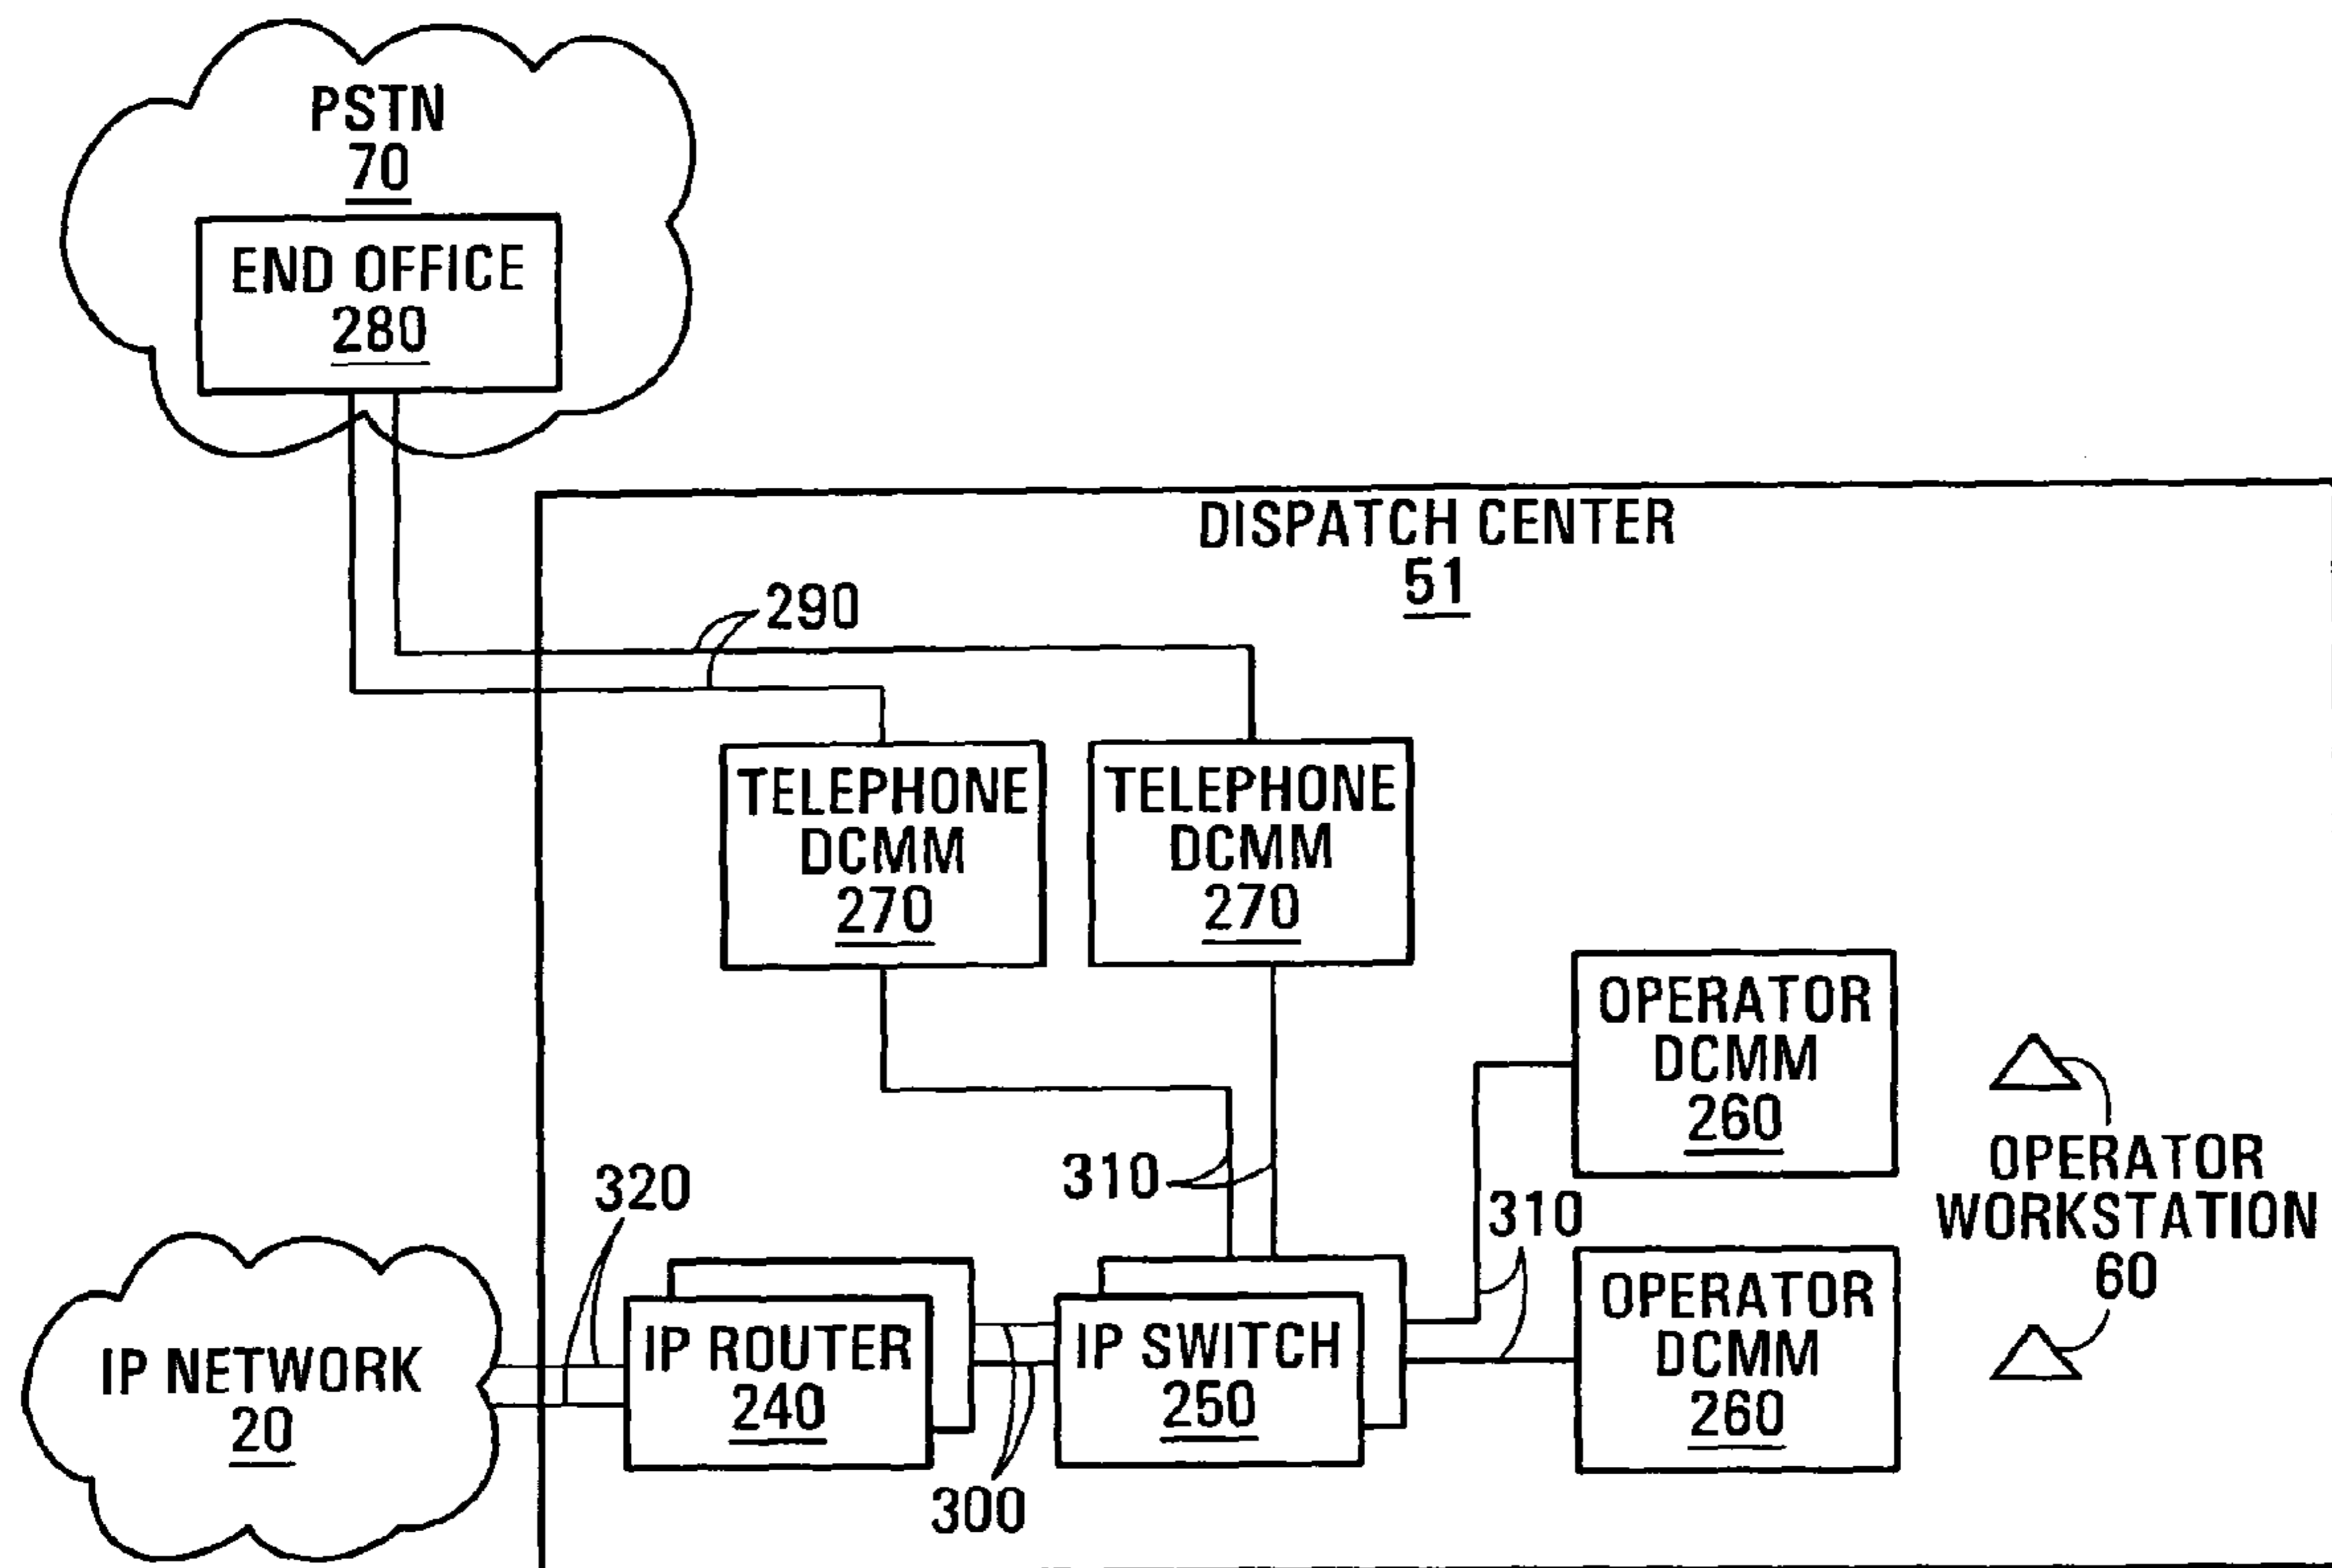 PSTN
70
END OFFICE
280
DISPATCH CENTER
51
290
TELEPHONE
DCMM
270
TELEPHONE
DCMM
270
OPERATOR
DCMM
260
OPERATOR
WORKSTATION
60
310
320
310
IP NETWORK
20
IP ROUTER
240
IP SWITCH
250
OPERATOR
DCMM
260
300